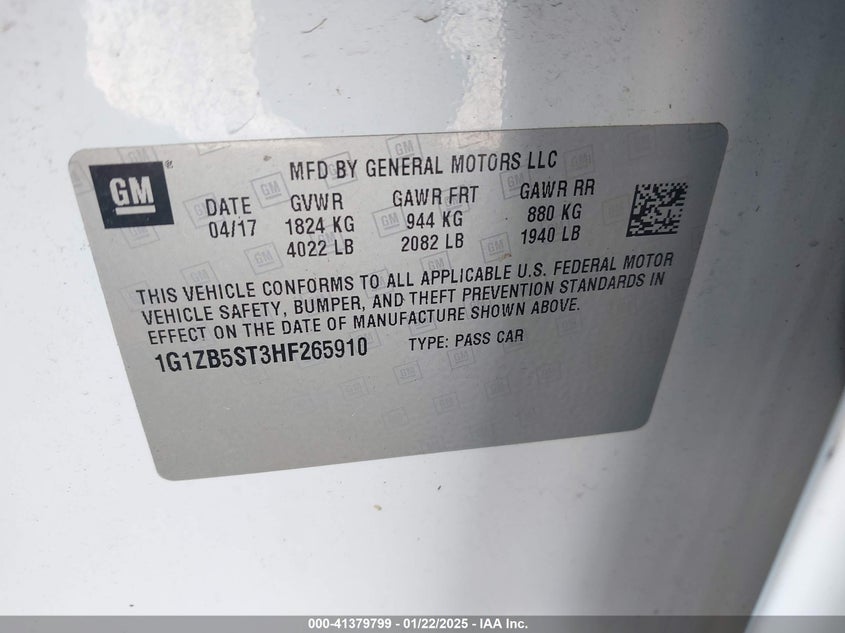 GM
MFD BY GENERAL MOTORS LLC
DATE GVWR GAWR FRT GAWR RR
04/17 1824 KG 944 KG 880 KG
4022 LB 2082 LB 1940 LB
THIS VEHICLE CONFORMS TO ALL APPLICABLE U.S. FEDERAL MOTOR
VEHICLE SAFETY, BUMPER, AND THEFT PREVENTION STANDARDS IN
EFFECT ON THE DATE OF MANUFACTURE SHOWN ABOVE.
1G1ZB5ST3HF265910 TYPE: PASS CAR
000-41379799 - 01/22/2025 - IAA Inc.